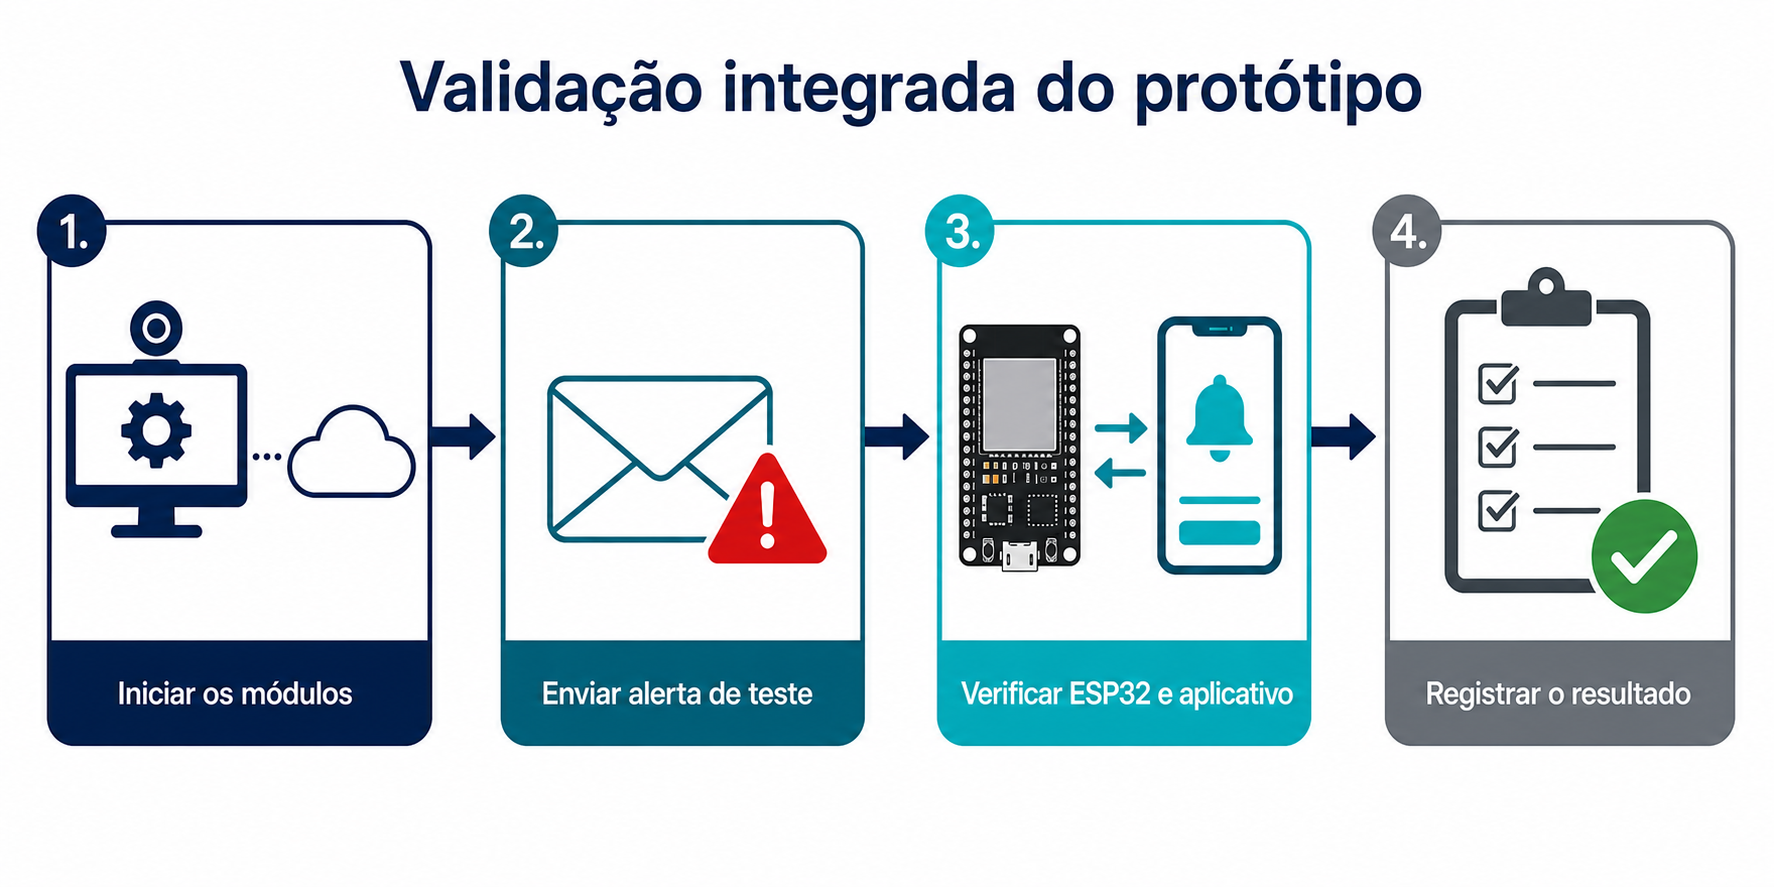 Validação integrada do protótipo
1.
2.
3.
4.
Iniciar os módulos
Enviar alerta de teste
Verificar ESP32 e aplicativo
Registrar o resultado